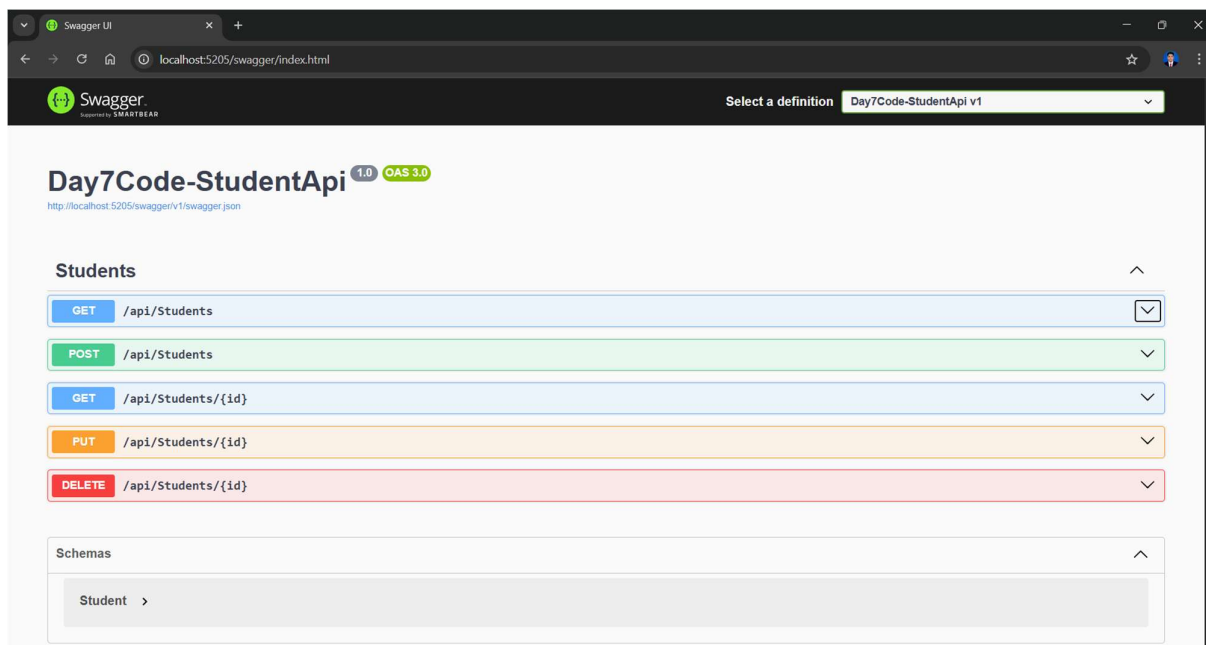 Swagger UI
localhost:5205/swagger/index.html
Swagger.
Supported by SMARTBEAR
Select a definition
Day7Code-StudentApi v1
Day7Code-StudentApi 1.0 OAS 3.0
http://localhost:5205/swagger/v1/swagger.json
Students
GET /api/Students
POST /api/Students
GET /api/Students/{id}
PUT /api/Students/{id}
DELETE /api/Students/{id}
Schemas
Student